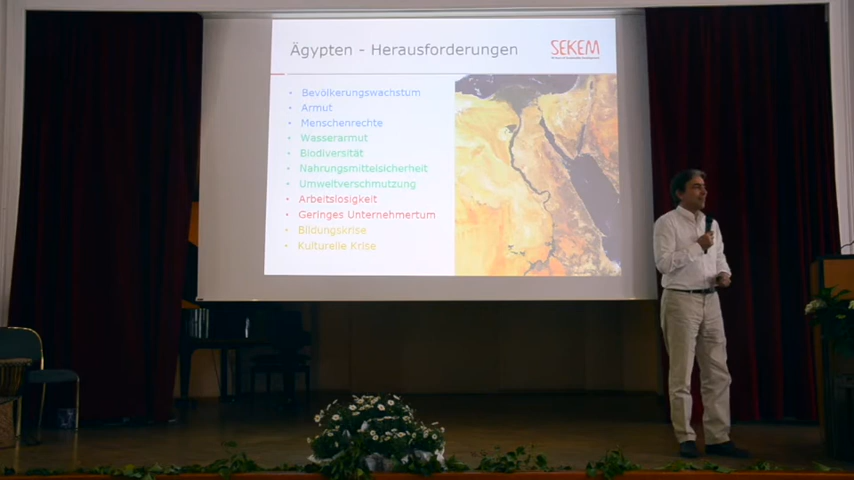 Ägypten - Herausforderungen
SEKEM
• Bevölkerungswachstum
• Armut
• Menschenrechte
• Wasserarmut
• Biodiversität
• Nahrungsmittelsicherheit
• Umweltverschmutzung
• Arbeitslosigkeit
• Geringes Unternehmertum
• Bildungskrise
• Kulturelle Krise